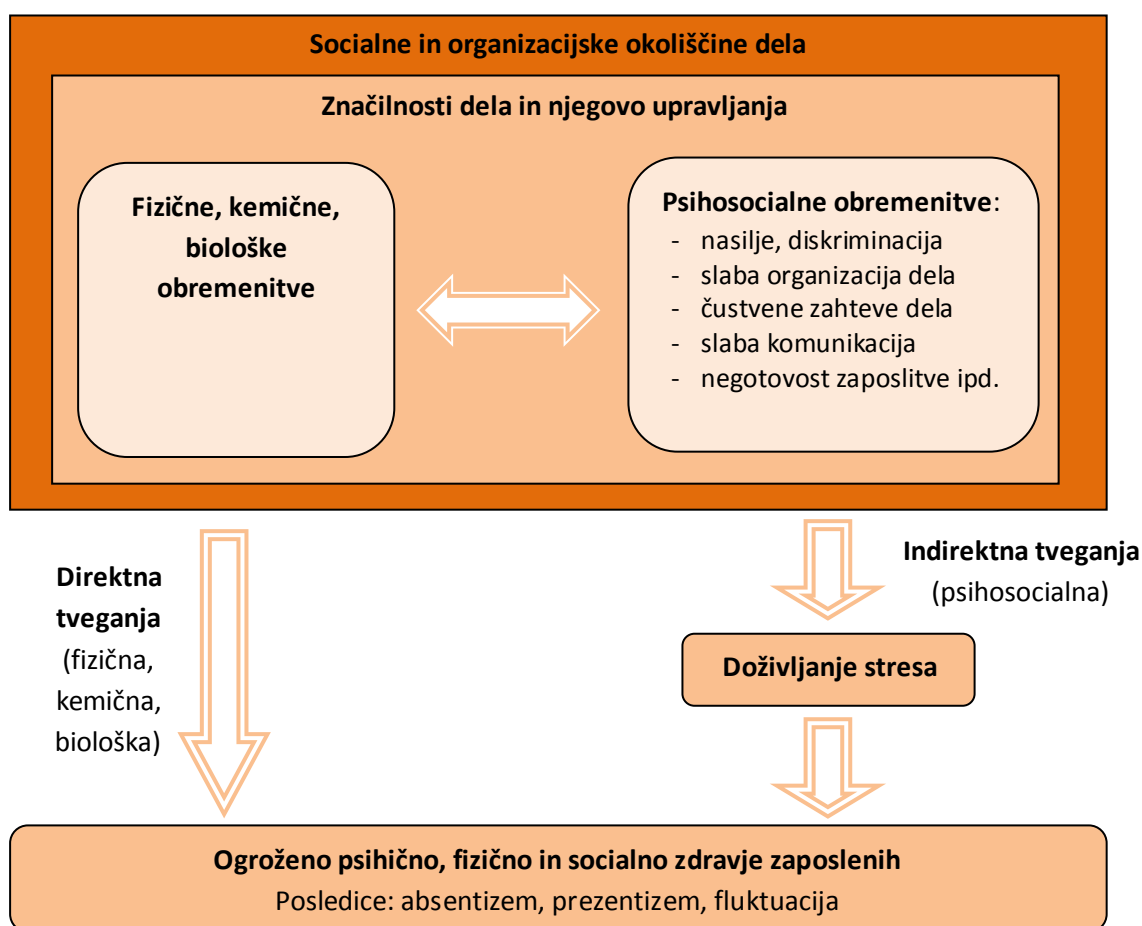 Socialne in organizacijske okoliščine dela
Značilnosti dela in njegovo upravljanja
Fizične, kemične,
biološke
obremenitve
Psihosocialne obremenitve:
- nasilje, diskriminacija
- slaba organizacija dela
- čustvene zahteve dela
- slaba komunikacija
- negotovost zaposlitve ipd.
Direktna
tveganja
(fizična,
kemična,
biološka)
Indirektna tveganja
(psihosocialna)
Doživljanje stresa
Ogroženo psihično, fizično in socialno zdravje zaposlenih
Posledice: absentizem, prezentizem, fluktuacija